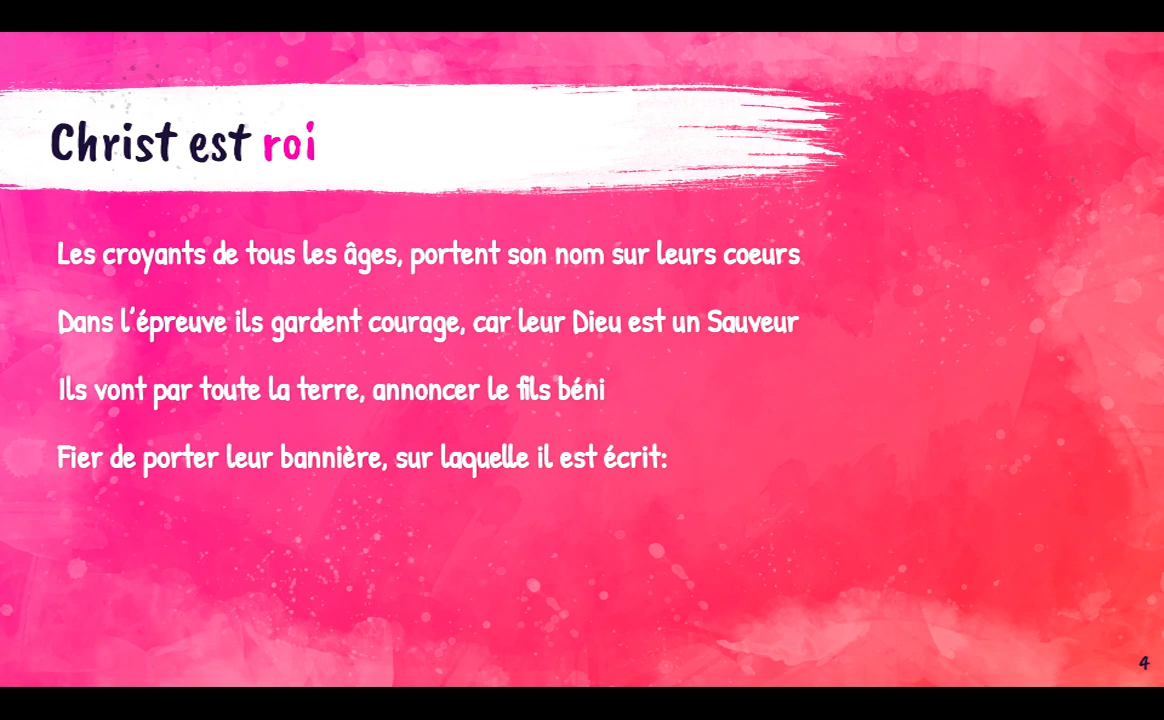 Christ est roi
Les croyants de tous les âges, portent son nom sur leurs coeurs
Dans l'épreuve ils gardent courage, car leur Dieu est un Sauveur
Ils vont par toute la terre, annoncer le fils béni
Fier de porter leur bannière, sur laquelle il est écrit:
4